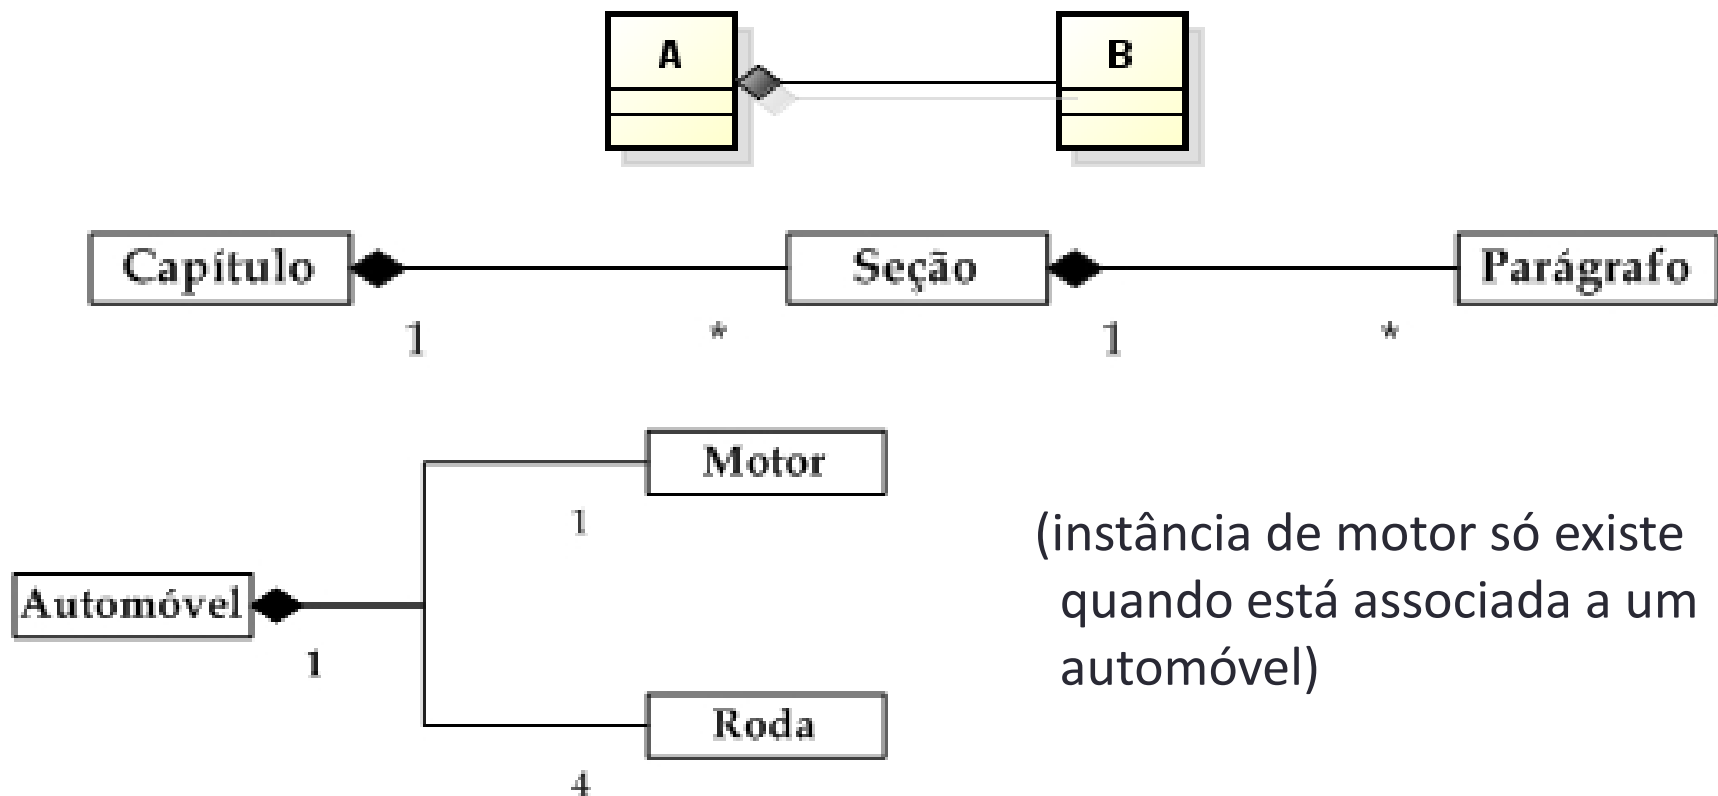 A B
Capítulo Seção Parágrafo
1 * 1 *
Motor
1
(instância de motor só existe
quando está associada a um
automóvel)
Automóvel
1
Roda
4